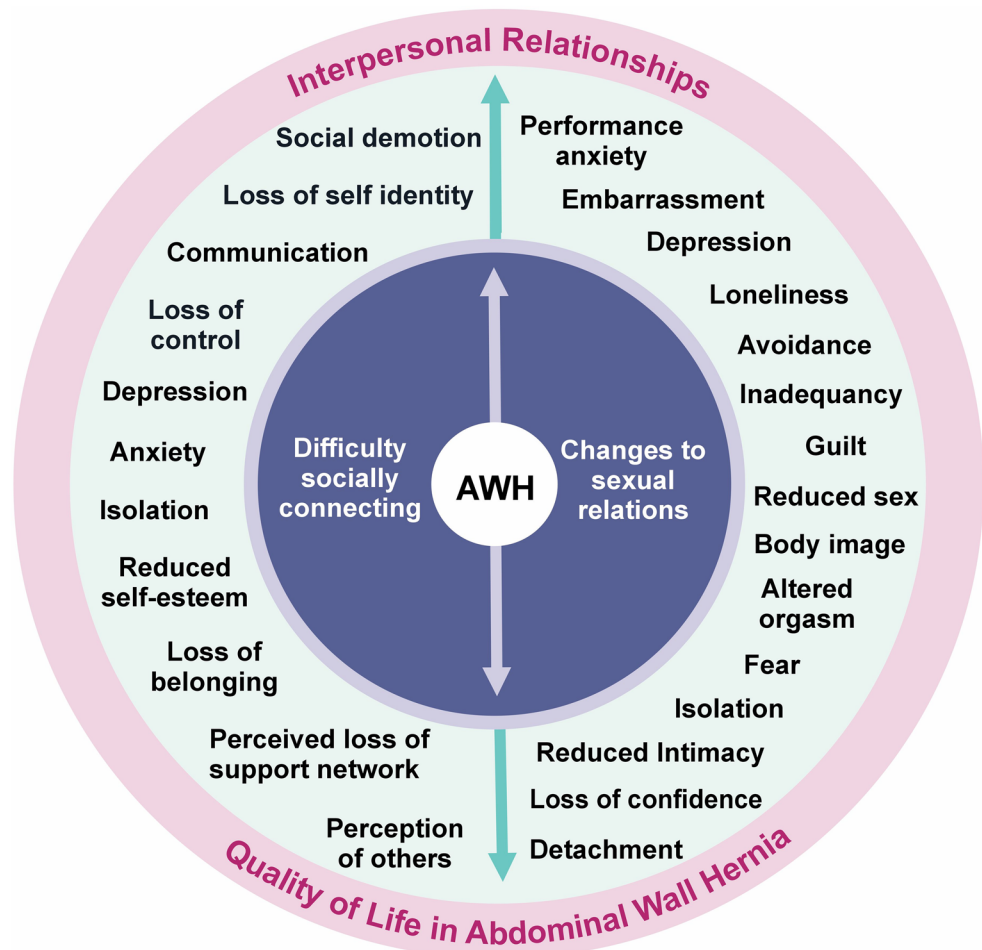 Interpersonal Relationships
Social demotion
Loss of self identity
Communication
Loss of
control
Depression
Anxiety
Isolation
Reduced
self-esteem
Loss of
belonging
Perceived loss of
support network
Perception
of others
Difficulty
socially
connecting
AWH
Changes to
sexual
relations
Performance
anxiety
Embarrassment
Depression
Loneliness
Avoidance
Inadequancy
Guilt
Reduced sex
Body image
Altered
orgasm
Fear
Isolation
Reduced Intimacy
Loss of confidence
Detachment
Quality of Life in Abdominal Wall Hernia